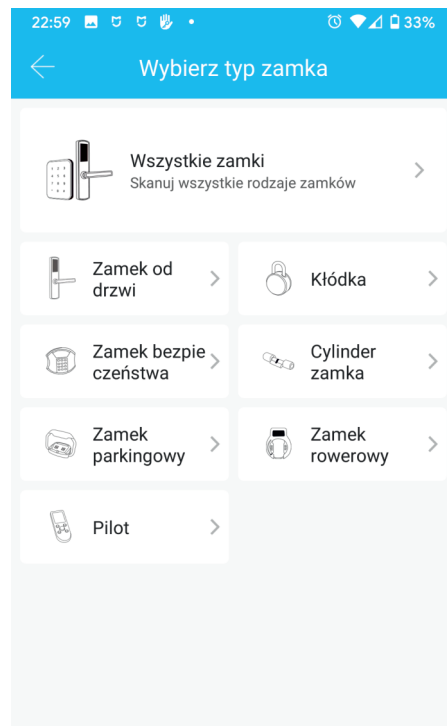 22:59 33%
Wybierz typ zamka
Wszystkie zamki
Skanuj wszystkie rodzaje zamków
Zamek od
drzwi
Kłódka
Zamek bezpie
czeństwa
Cylinder
zamka
Zamek
parkingowy
Zamek
rowerowy
Pilot